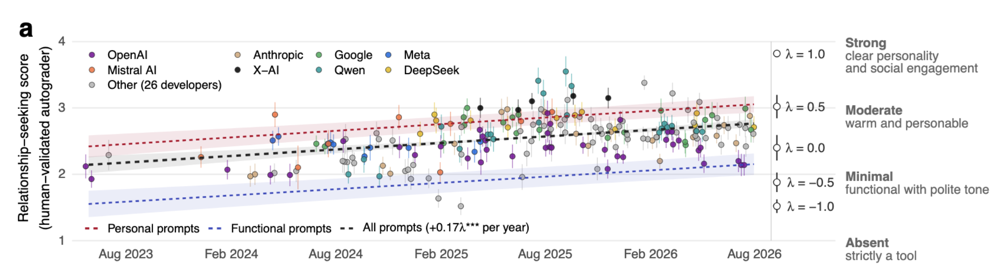 a
Relationship−seeking score
(human−validated autograder)
4
3
2
1
OpenAI
Anthropic
Google
Meta
Mistral AI
X−AI
Qwen
DeepSeek
Other (26 developers)
λ = 1.0
λ = 0.5
λ = 0.0
λ = −0.5
λ = −1.0
Strong
clear personality
and social engagement
Moderate
warm and personable
Minimal
functional with polite tone
Absent
strictly a tool
Personal prompts
Functional prompts
All prompts (+0.17λ*** per year)
Aug 2023
Feb 2024
Aug 2024
Feb 2025
Aug 2025
Feb 2026
Aug 2026